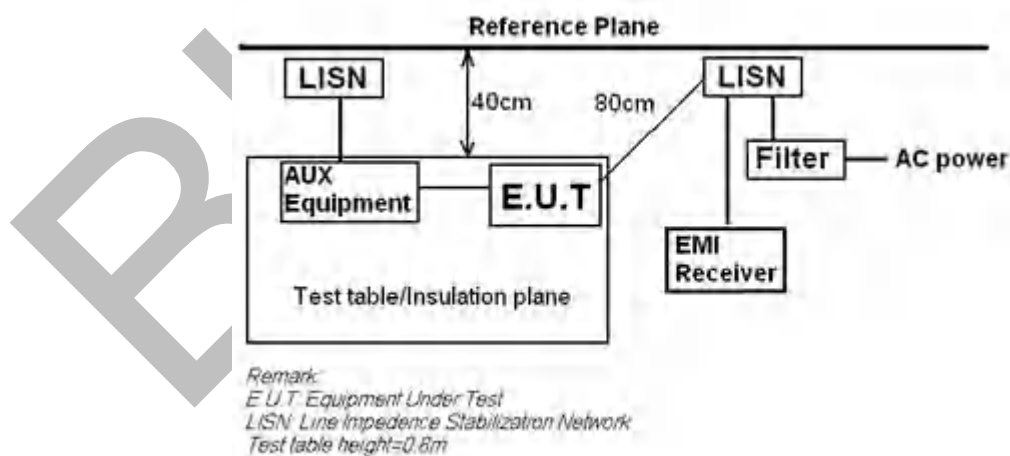 Reference Plane
LISN
40cm
80cm
LISN
Filter
AC power
AUX
Equipment
E.U.T
EMI
Receiver
Test table/Insulation plane
Remark:
E.U.T: Equipment Under Test
LISN: Line Impedence Stabilization Network
Test table height=0.8m